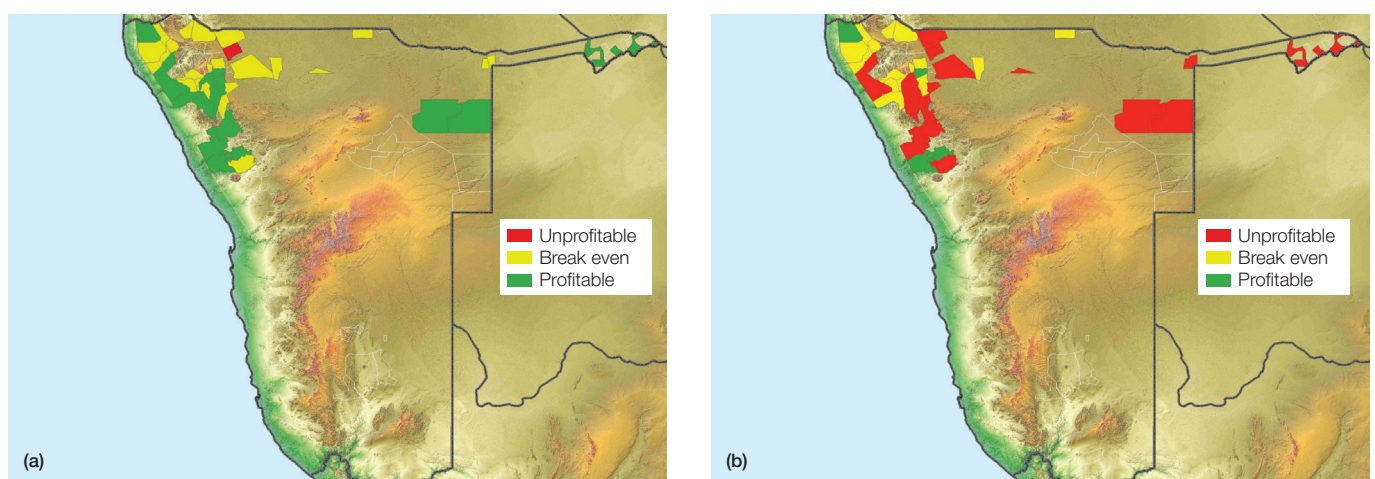 Unprofitable
Break even
Profitable
(a)
Unprofitable
Break even
Profitable
(b)